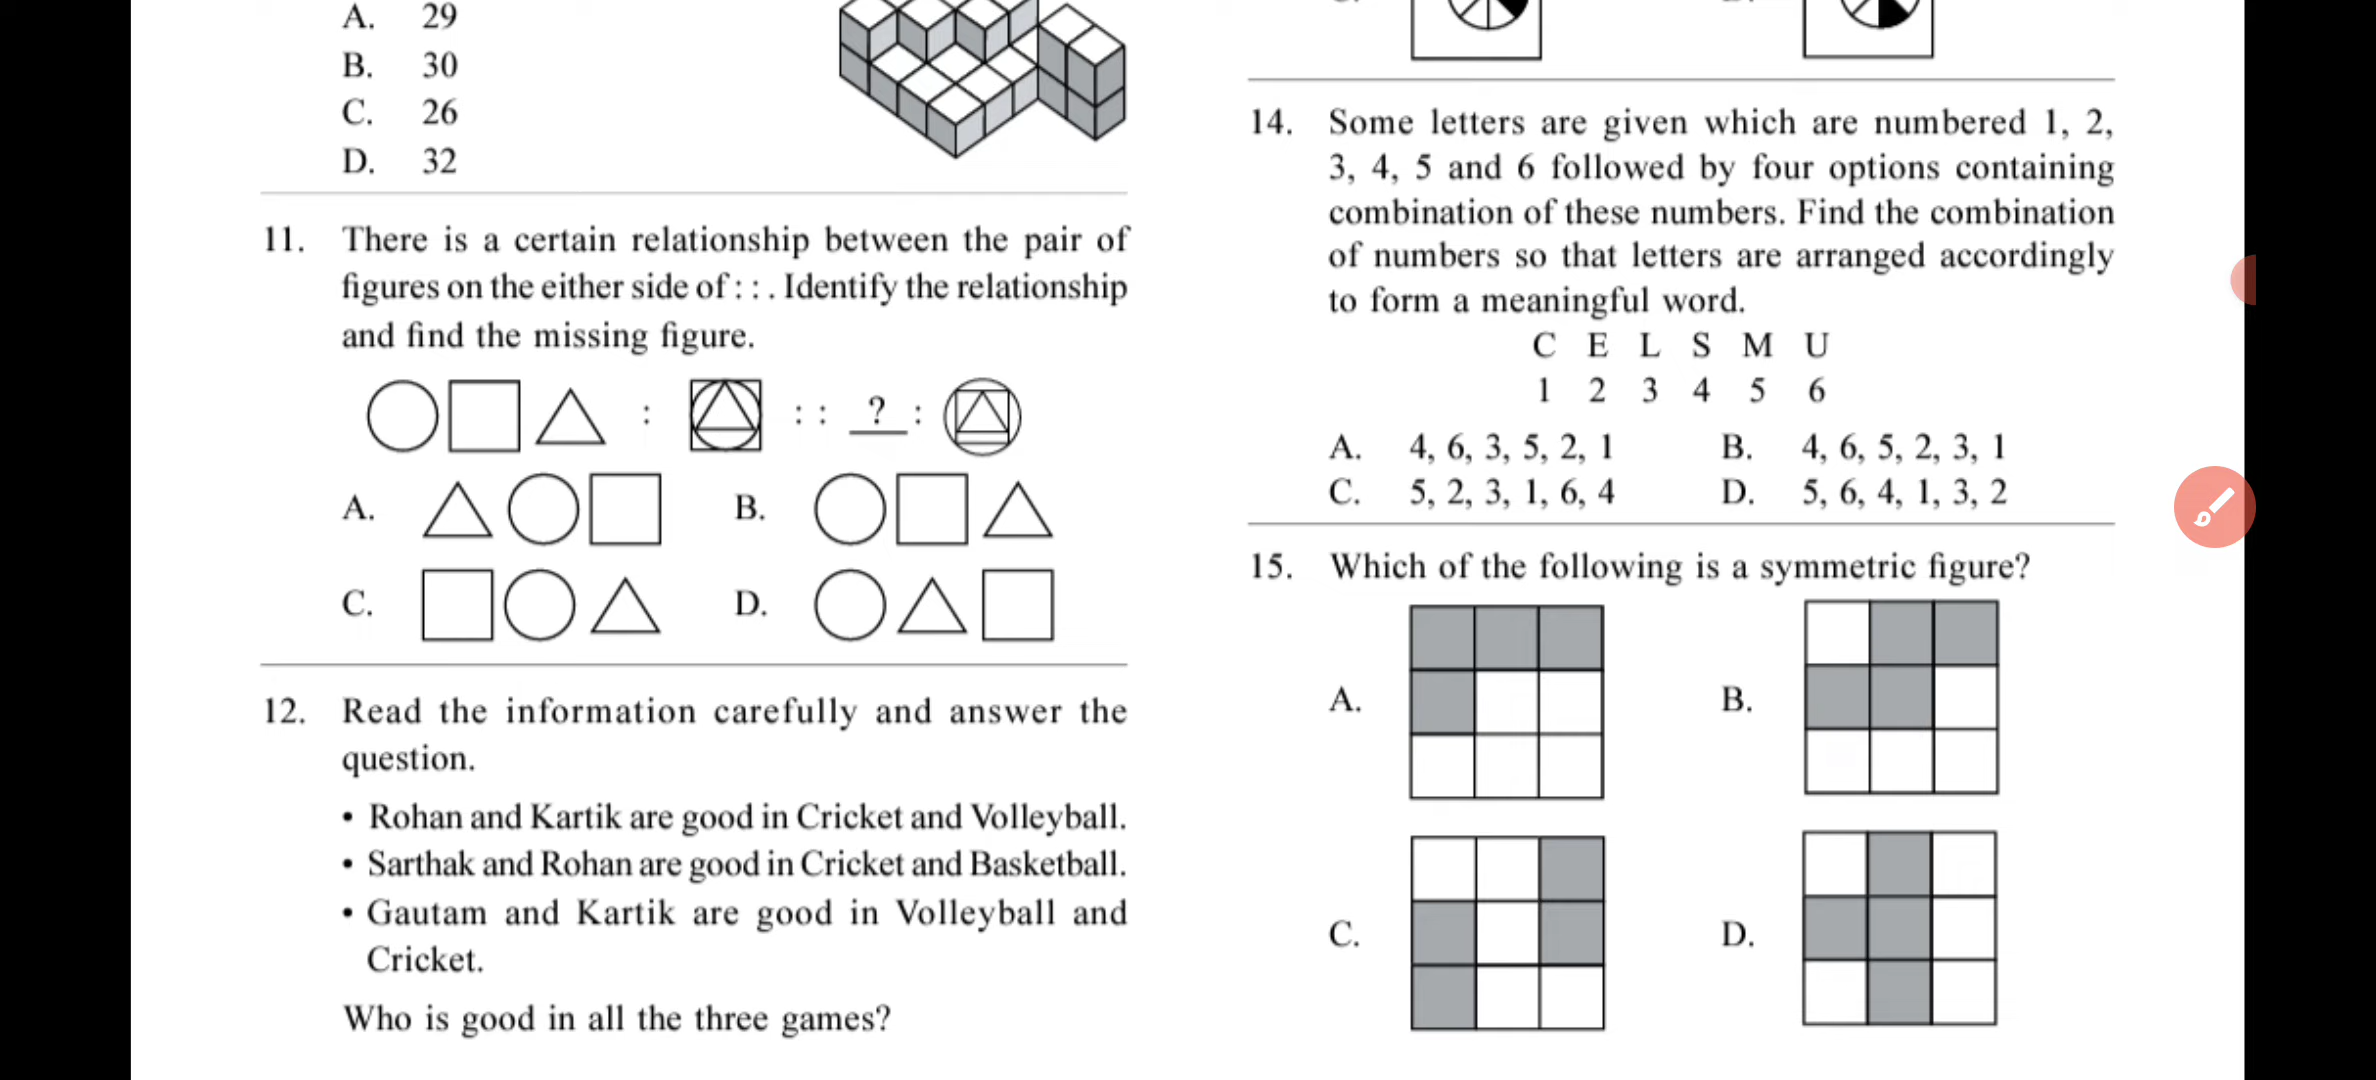 A. 29
B. 30
C. 26
D. 32
11. There is a certain relationship between the pair of
figures on the either side of : : . Identify the relationship
and find the missing figure.
: : : ? :
A. B.
C. D.
12. Read the information carefully and answer the
question.
• Rohan and Kartik are good in Cricket and Volleyball.
• Sarthak and Rohan are good in Cricket and Basketball.
• Gautam and Kartik are good in Volleyball and
Cricket.
Who is good in all the three games?
14. Some letters are given which are numbered 1, 2,
3, 4, 5 and 6 followed by four options containing
combination of these numbers. Find the combination
of numbers so that letters are arranged accordingly
to form a meaningful word.
C E L S M U
1 2 3 4 5 6
A. 4, 6, 3, 5, 2, 1 B. 4, 6, 5, 2, 3, 1
C. 5, 2, 3, 1, 6, 4 D. 5, 6, 4, 1, 3, 2
15. Which of the following is a symmetric figure?
A. B.
C. D.